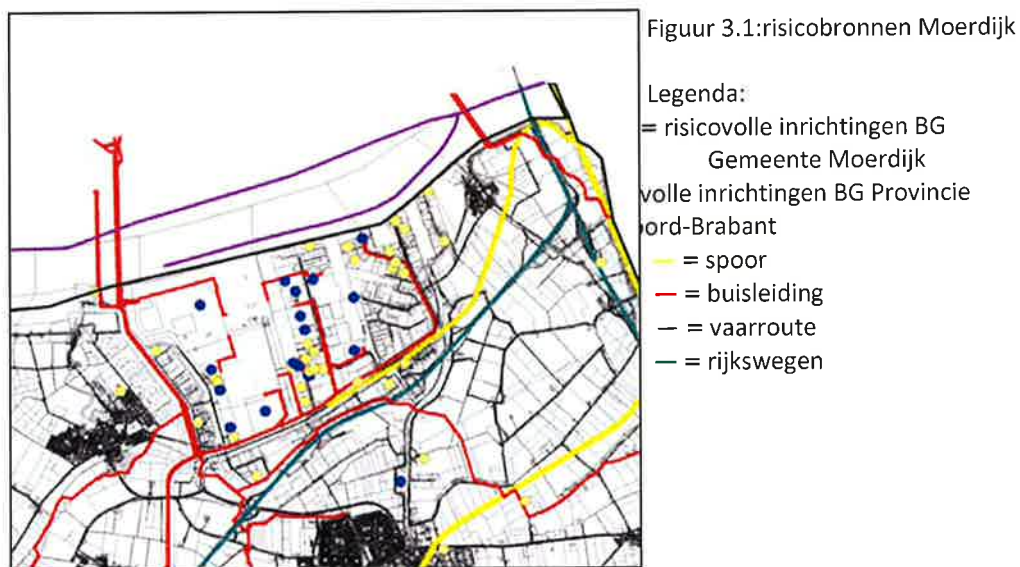 Figuur 3.1:risicobronnen Moerdijk
Legenda:
= risicovolle inrichtingen BG
Gemeente Moerdijk
volle inrichtingen BG Provincie
ord-Brabant
= spoor
= buisleiding
= vaarroute
= rijkswegen